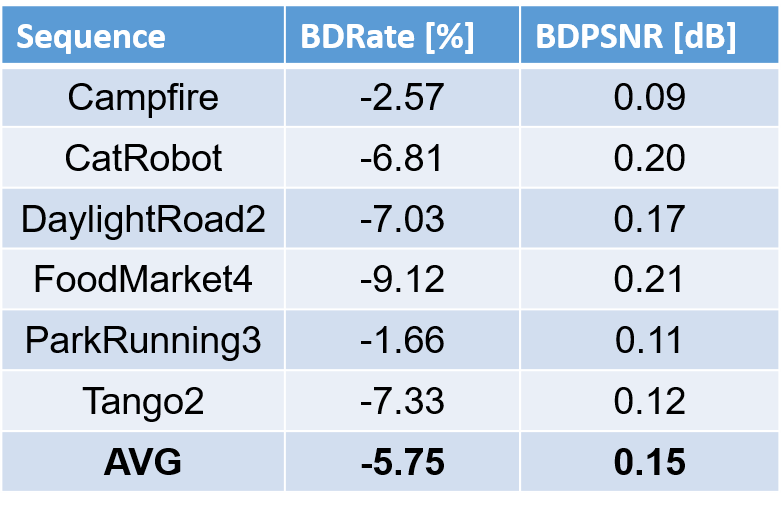 Sequence BDRate [%] BDPSNR [dB]
Campfire -2.57 0.09
CatRobot -6.81 0.20
DaylightRoad2 -7.03 0.17
FoodMarket4 -9.12 0.21
ParkRunning3 -1.66 0.11
Tango2 -7.33 0.12
AVG -5.75 0.15